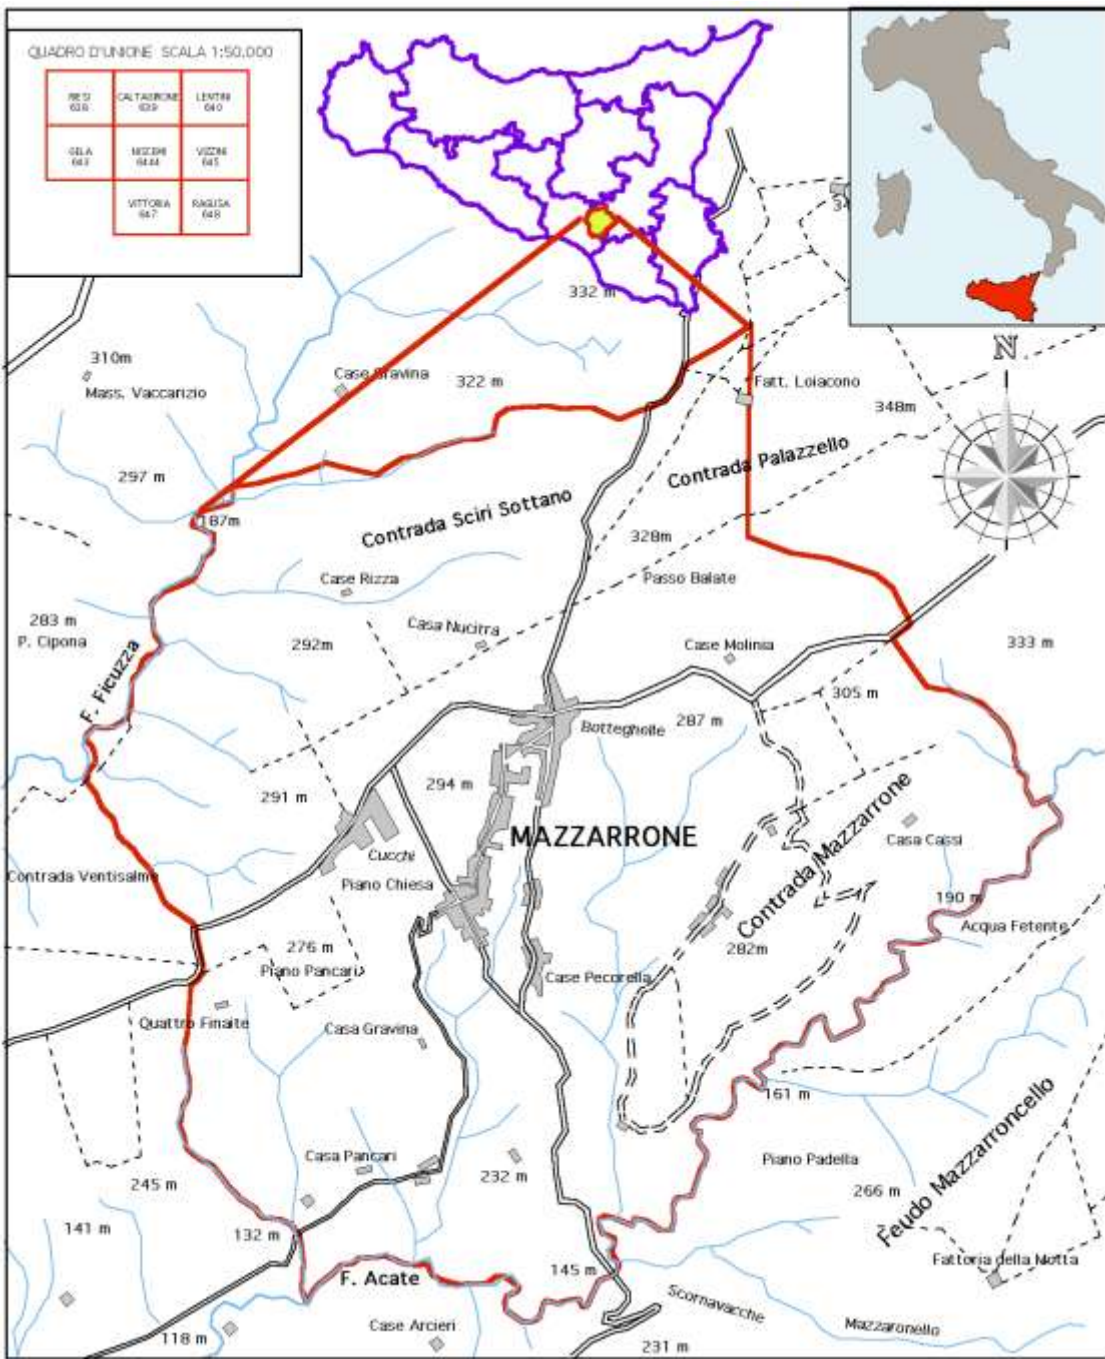 QUADRO D'UNIONE SCALA 1:50.000
RIESI
638
CALTAGIRONE
639
LENTINI
640
GELA
643
NISCEMI
6444
VIZZINI
645
VITTORIA
647
RAGUSA
648
332 m
N
310m
Mass. Vaccarizio
Case Gravina
322 m
Fatt. Loiacono
348m
297 m
Contrada Palazzello
187m
Contrada Sciri Sottano
328m
Case Rizza
Passo Balate
283 m
P. Cipona
292m
Casa Nucitra
Case Molinia
333 m
F. Ficuzza
305 m
287 m
Botteghelle
294 m
291 m
MAZZARRONE
Contrada Mazzarrone
Casa Cassi
Cucchi
Contrada Ventisalme
Piano Chiesa
190 m
Acqua Fetente
276 m
282m
Piano Pancari
Case Pecorella
Quattro Finaite
Casa Gravina
161 m
Feudo Mazzarroncello
Casa Pancari
Piano Padella
232 m
245 m
266 m
141 m
132 m
Fattoria della Motta
145 m
F. Acate
Scornavacche
118 m
Case Arcieri
Mazzaronello
231 m